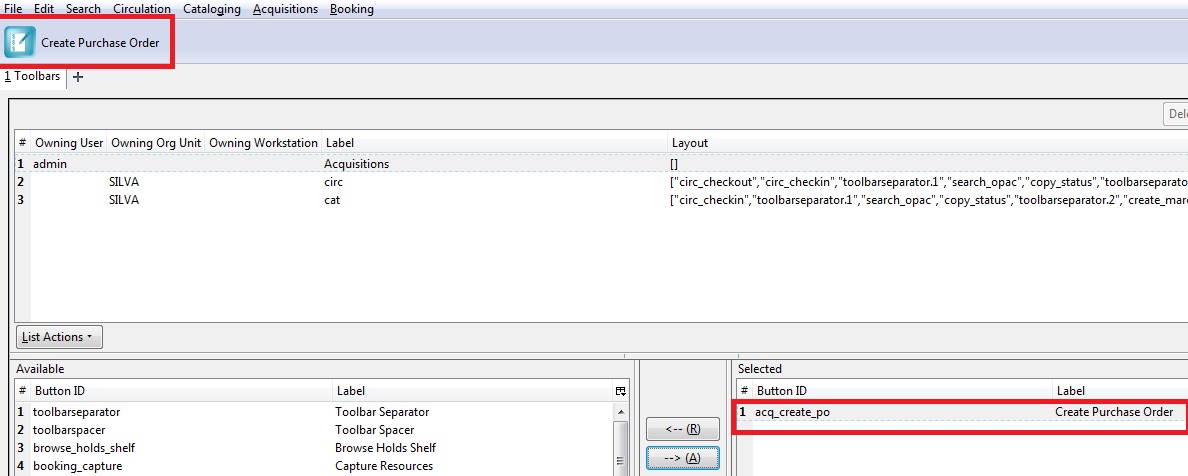 File Edit Search Circulation Cataloging Acquisitions Booking
Create Purchase Order
1 Toolbars +
# Owning User Owning Org Unit Owning Workstation Label Layout
1 admin Acquisitions []
2 SILVA circ ["circ_checkout","circ_checkin","toolbarseparator.1","search_opac","copy_status","toolbarseparato
3 SILVA cat ["circ_checkin","toolbarseparator.1","search_opac","copy_status","toolbarseparator.2","create_mar
List Actions
Available Selected
# Button ID Label # Button ID Label
1 toolbarseparator Toolbar Separator 1 acq_create_po Create Purchase Order
2 toolbarspacer Toolbar Spacer <-- (R)
3 browse_holds_shelf Browse Holds Shelf
4 booking_capture Capture Resources --> (A)